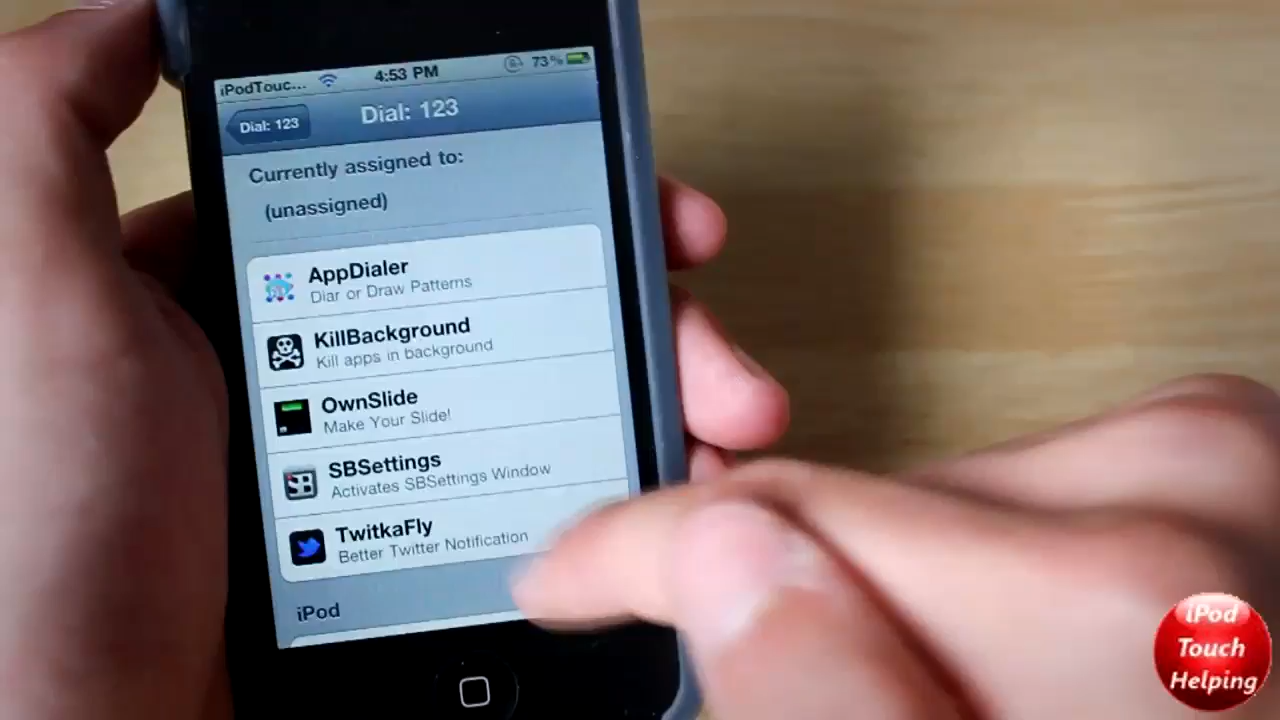 iPodTouc... 4:53 PM 73%
Dial: 123 Dial: 123
Currently assigned to:
(unassigned)
AppDialer
Diar or Draw Patterns
KillBackground
Kill apps in background
OwnSlide
Make Your Slide!
SBSettings
Activates SBSettings Window
TwitkaFly
Better Twitter Notification
iPod
iPod
Touch
Helping